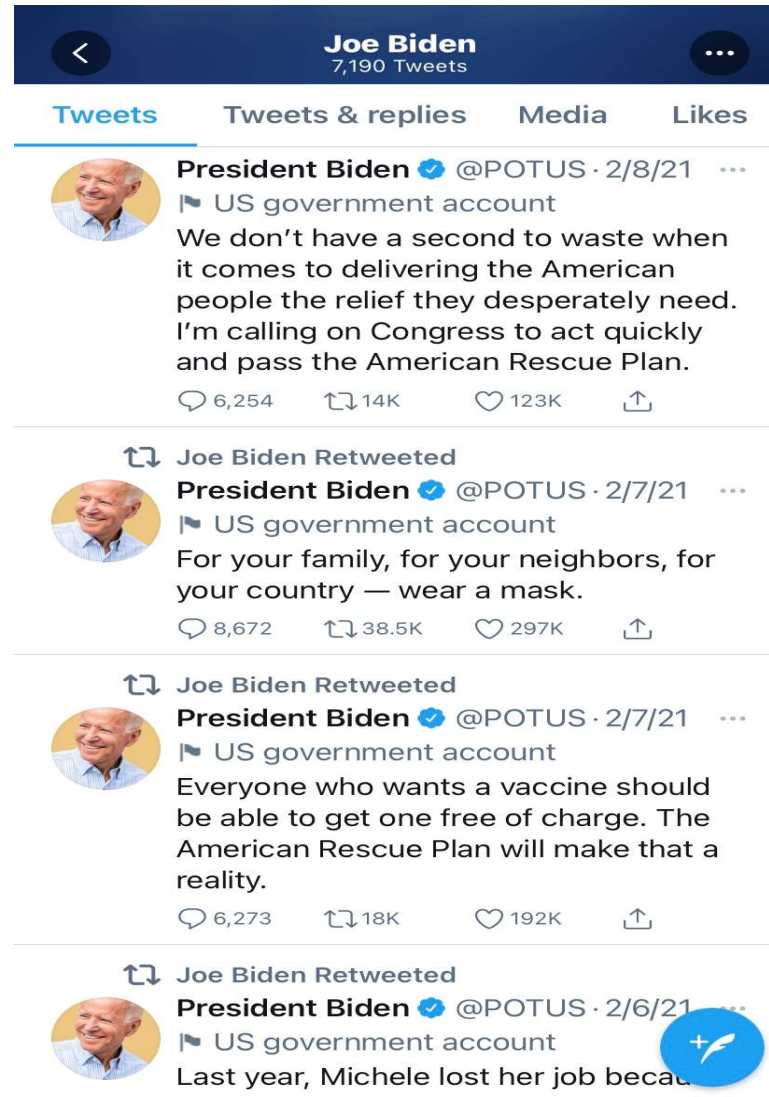 Joe Biden
7,190 Tweets
Tweets Tweets & replies Media Likes
President Biden @POTUS · 2/8/21
US government account
We don’t have a second to waste when
it comes to delivering the American
people the relief they desperately need.
I’m calling on Congress to act quickly
and pass the American Rescue Plan.
6,254 14K 123K
Joe Biden Retweeted
President Biden @POTUS · 2/7/21
US government account
For your family, for your neighbors, for
your country — wear a mask.
8,672 38.5K 297K
Joe Biden Retweeted
President Biden @POTUS · 2/7/21
US government account
Everyone who wants a vaccine should
be able to get one free of charge. The
American Rescue Plan will make that a
reality.
6,273 18K 192K
Joe Biden Retweeted
President Biden @POTUS · 2/6/21
US government account
Last year, Michele lost her job